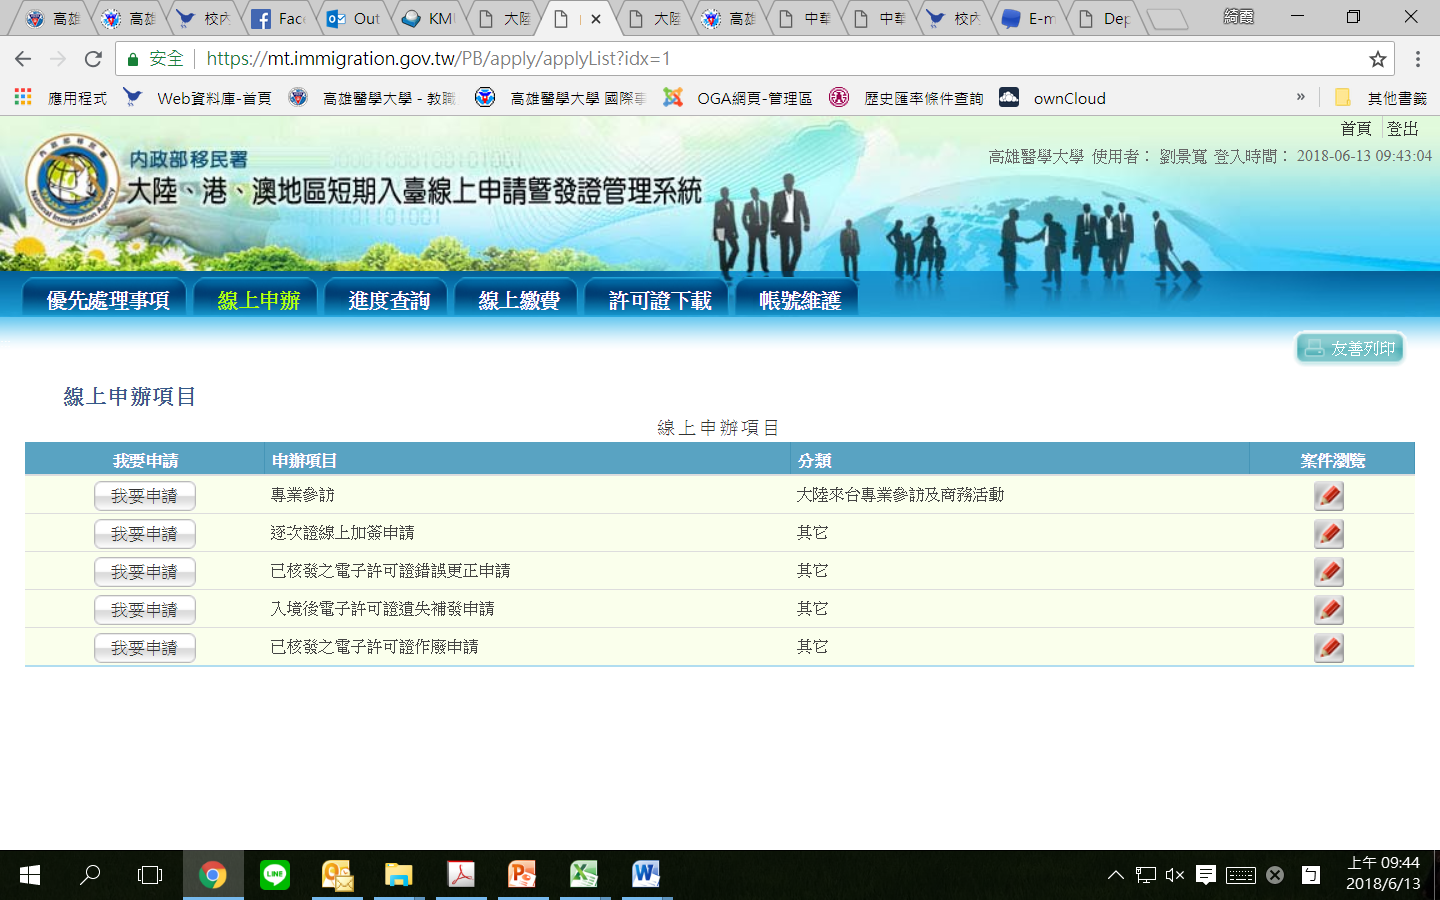 高雄 高雄 校內 Fac Out KM 大陸 大陸 高雄 中華 中華 校內 E-m Dep 綺霞
安全 https://mt.immigration.gov.tw/PB/apply/applyList?idx=1
應用程式 Web資料庫-首頁 高雄醫學大學 - 教職 高雄醫學大學 國際事 OGA網頁-管理區 歷史匯率條件查詢 ownCloud » 其他書籤
首頁 登出
內政部移民署
高雄醫學大學 使用者： 劉景寬 登入時間： 2018-06-13 09:43:04
大陸、港、澳地區短期入臺線上申請暨發證管理系統
National Immigration Agency
優先處理事項 線上申辦 進度查詢 線上繳費 許可證下載 帳號維護
友善列印
線上申辦項目
線上申辦項目
我要申請 申辦項目 分類 案件瀏覽
我要申請 專業參訪 大陸來台專業參訪及商務活動
我要申請 逐次證線上加簽申請 其它
我要申請 已核發之電子許可證錯誤更正申請 其它
我要申請 入境後電子許可證遺失補發申請 其它
我要申請 已核發之電子許可證作廢申請 其它
LINE
上午 09:44
2018/6/13